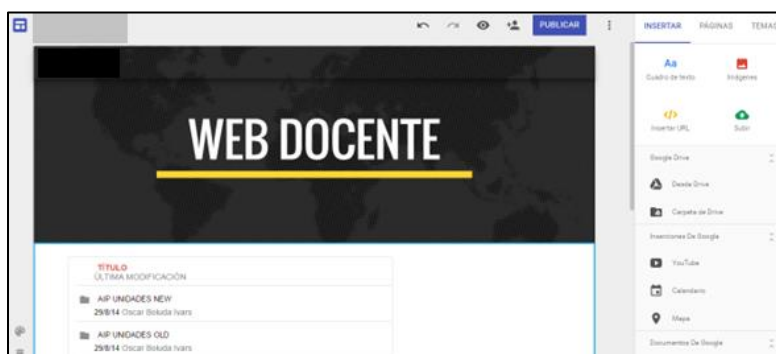 PUBLICAR
INSERTAR PÁGINAS TEMAS
Aa
Cuadro de texto Imágenes
</>
Insertar URL Subir
WEB DOCENTE
Google Drive
Desde Drive
Carpeta de Drive
Inserciones De Google
YouTube
Calendario
Mapa
Documentos De Google
TÍTULO
ÚLTIMA MODIFICACIÓN
AIP UNIDADES NEW
29/8/14 Oscar Boluda Ivars
AIP UNIDADES OLD
29/8/14 Oscar Boluda Ivars